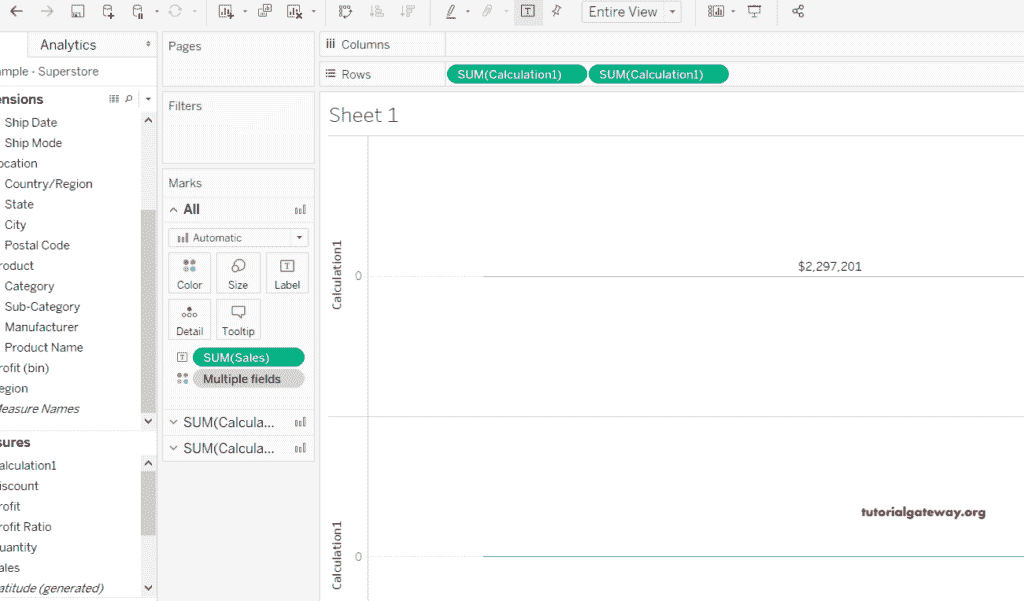 Entire View
Analytics
Pages
Columns
mple - Superstore
Rows
SUM(Calculation1)
SUM(Calculation1)
ensions
Filters
Ship Date
Sheet 1
Ship Mode
ocation
Country/Region
Marks
State
All
City
Automatic
Postal Code
roduct
Color
Size
Label
Category
Sub-Category
Detail
Tooltip
Manufacturer
Product Name
SUM(Sales)
rofit (bin)
Multiple fields
egion
Measure Names
SUM(Calcula...
sures
SUM(Calcula...
alculation1
iscount
rofit
rofit Ratio
uantity
ales
atitude (generated)
Calculation1
0
$2,297,201
tutorialgateway.org
Calculation1
0